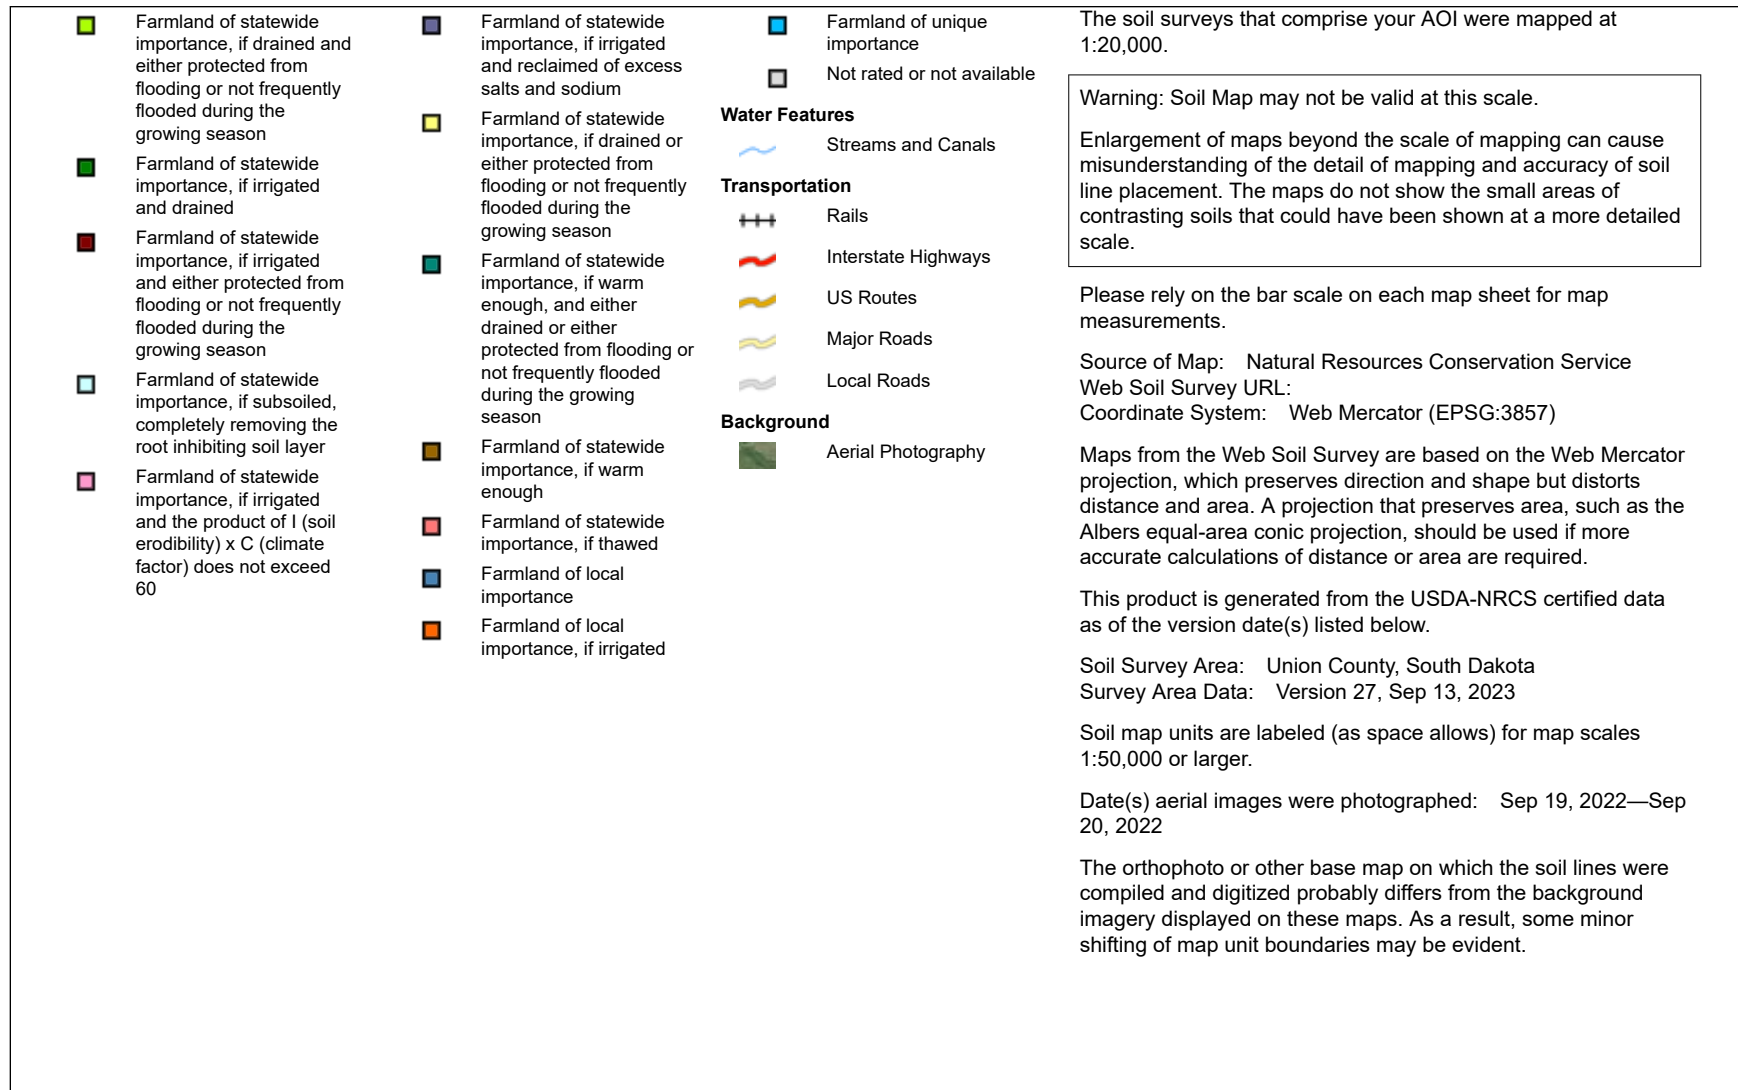 Farmland of statewide
importance, if drained and
either protected from
flooding or not frequently
flooded during the
growing season
Farmland of statewide
importance, if irrigated
and drained
Farmland of statewide
importance, if irrigated
and either protected from
flooding or not frequently
flooded during the
growing season
Farmland of statewide
importance, if subsoiled,
completely removing the
root inhibiting soil layer
Farmland of statewide
importance, if irrigated
and the product of I (soil
erodibility) x C (climate
factor) does not exceed
60
Farmland of statewide
importance, if irrigated
and reclaimed of excess
salts and sodium
Farmland of statewide
importance, if drained or
either protected from
flooding or not frequently
flooded during the
growing season
Farmland of statewide
importance, if warm
enough, and either
drained or either
protected from flooding or
not frequently flooded
during the growing
season
Farmland of statewide
importance, if warm
enough
Farmland of statewide
importance, if thawed
Farmland of local
importance
Farmland of local
importance, if irrigated
Farmland of unique
importance
Not rated or not available
Water Features
Streams and Canals
Transportation
Rails
Interstate Highways
US Routes
Major Roads
Local Roads
Background
Aerial Photography
The soil surveys that comprise your AOI were mapped at
1:20,000.
Warning: Soil Map may not be valid at this scale.
Enlargement of maps beyond the scale of mapping can cause
misunderstanding of the detail of mapping and accuracy of soil
line placement. The maps do not show the small areas of
contrasting soils that could have been shown at a more detailed
scale.
Please rely on the bar scale on each map sheet for map
measurements.
Source of Map: Natural Resources Conservation Service
Web Soil Survey URL:
Coordinate System: Web Mercator (EPSG:3857)
Maps from the Web Soil Survey are based on the Web Mercator
projection, which preserves direction and shape but distorts
distance and area. A projection that preserves area, such as the
Albers equal-area conic projection, should be used if more
accurate calculations of distance or area are required.
This product is generated from the USDA-NRCS certified data
as of the version date(s) listed below.
Soil Survey Area: Union County, South Dakota
Survey Area Data: Version 27, Sep 13, 2023
Soil map units are labeled (as space allows) for map scales
1:50,000 or larger.
Date(s) aerial images were photographed: Sep 19, 2022—Sep
20, 2022
The orthophoto or other base map on which the soil lines were
compiled and digitized probably differs from the background
imagery displayed on these maps. As a result, some minor
shifting of map unit boundaries may be evident.